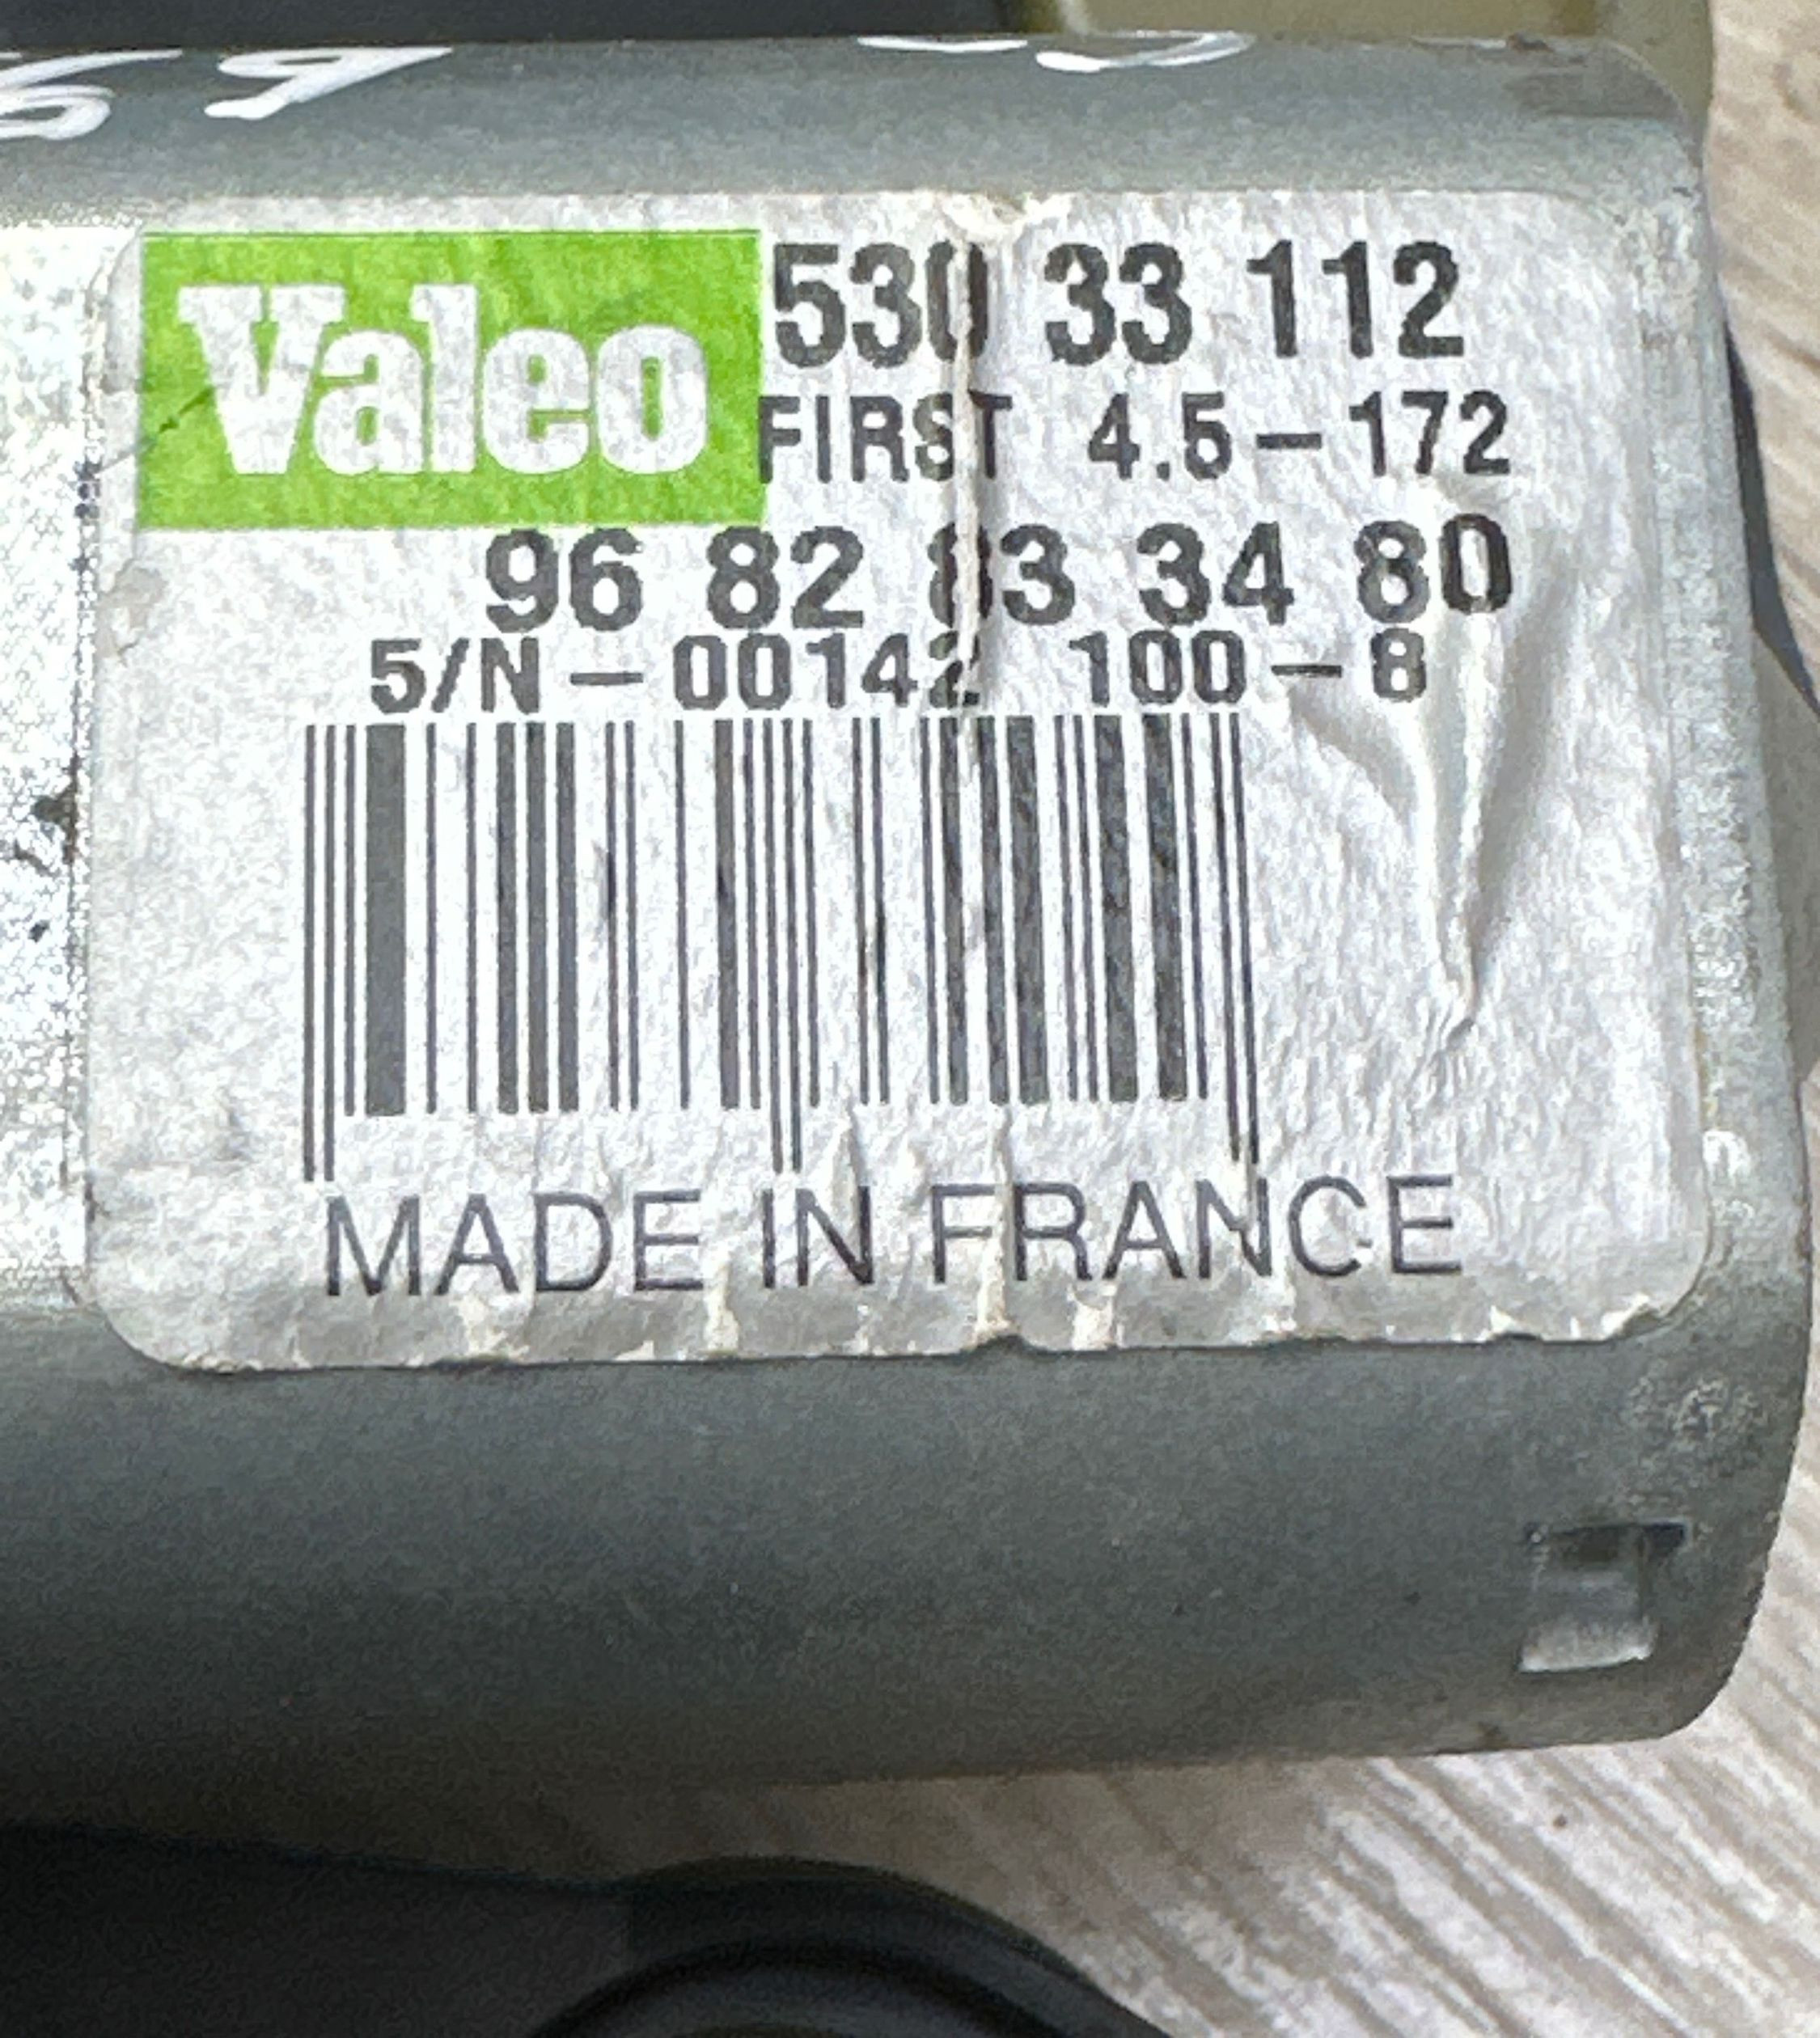 Valeo
530 33 112
FIRST 4.5-172
96 82 83 34 80
S/N-00142 100-8
MADE IN FRANCE